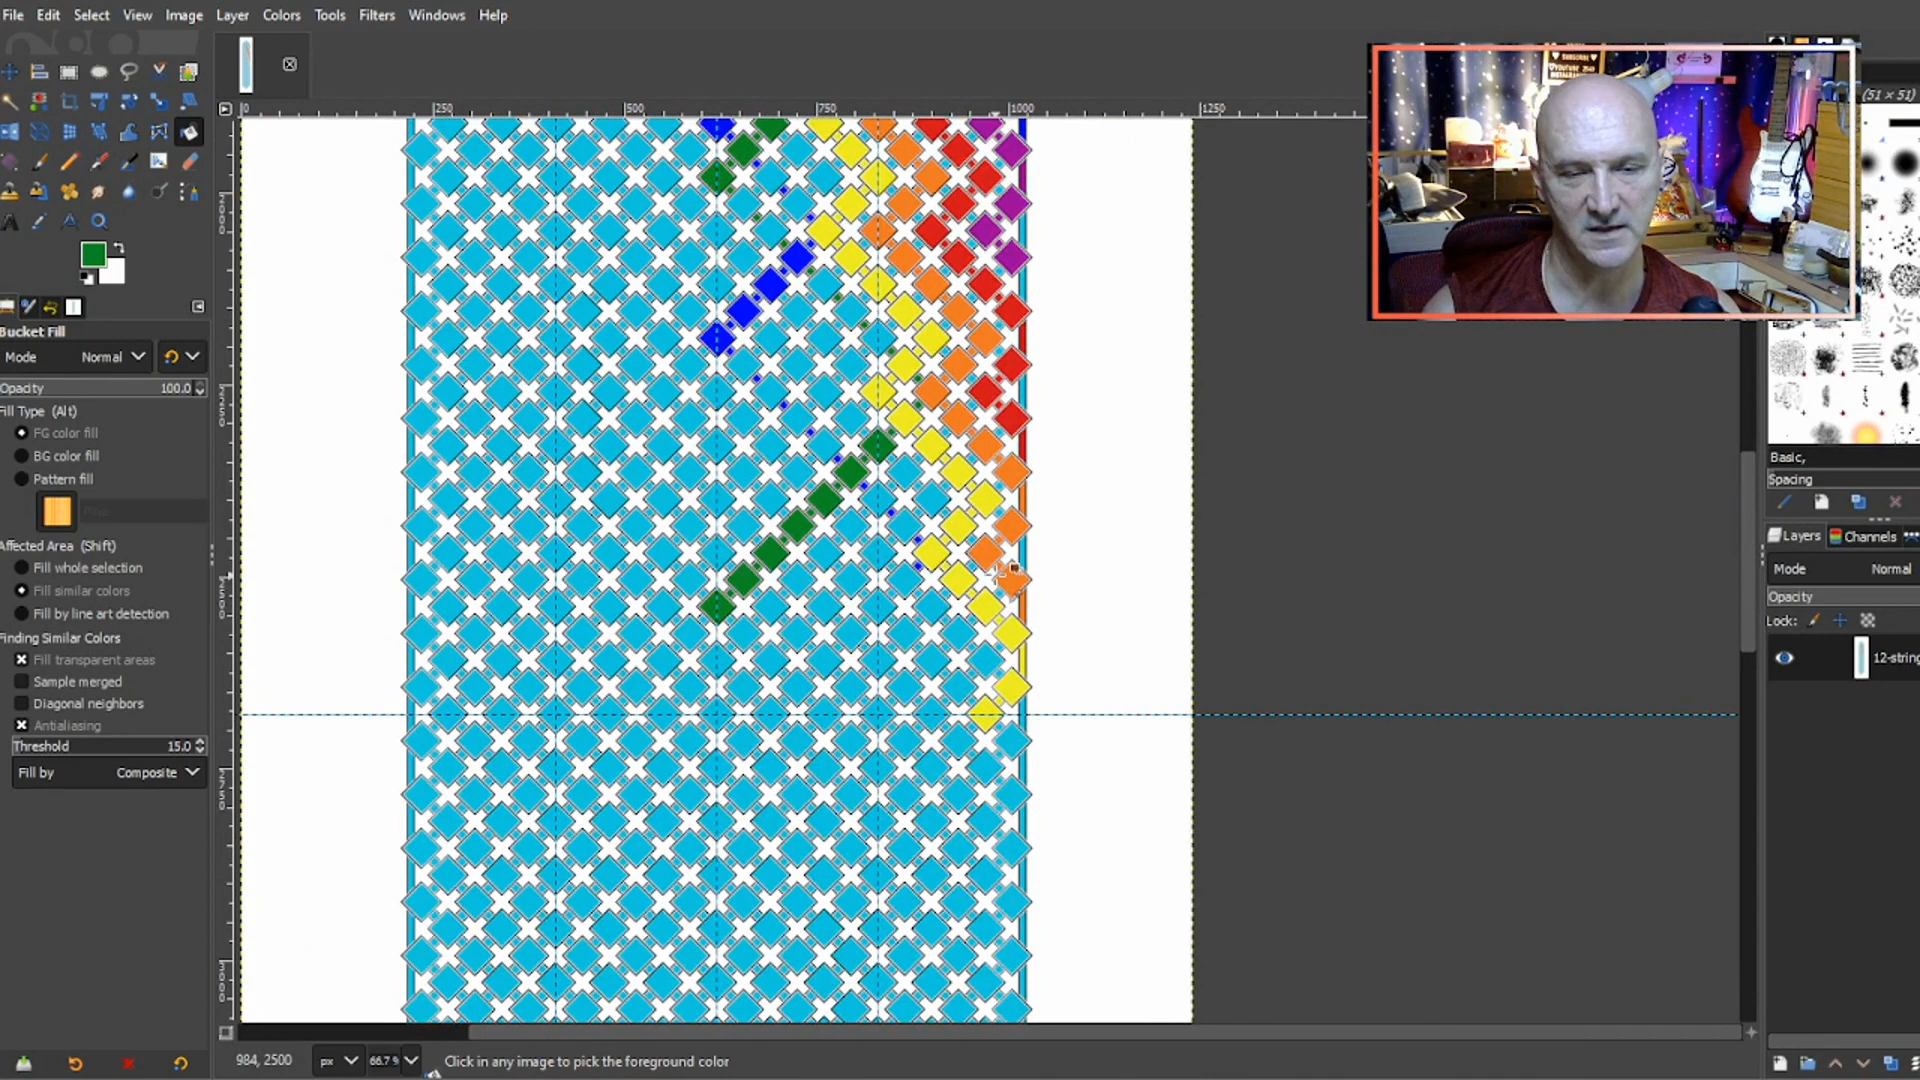 File Edit Select View Image Layer Colors Tools Filters Windows Help
0 250 500 750 1000 1250
(51 × 51)
Bucket Fill
Mode Normal
Opacity 100.0
Fill Type (Alt)
FG color fill
BG color fill
Pattern fill
Affected Area (Shift)
Fill whole selection
Fill similar colors
Fill by line art detection
Finding Similar Colors
Fill transparent areas
Sample merged
Diagonal neighbors
Antialiasing
Threshold 15.0
Fill by Composite
Basic,
Spacing
Layers Channels
Mode Normal
Opacity
Lock:
12-string
984, 2500 px 66.7 % Click in any image to pick the foreground color